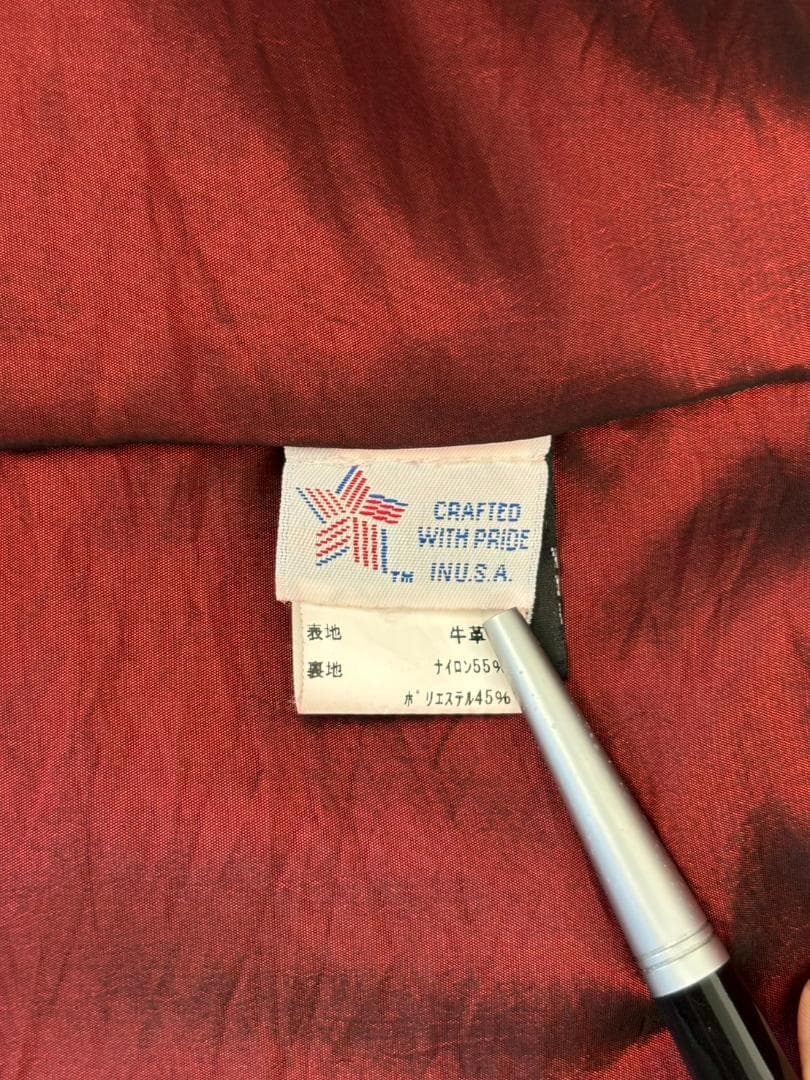 CRAFTED
WITH PRIDE
IN U.S.A.
TM
表地 牛革
裏地 ナイロン55%
ポリエステル45%